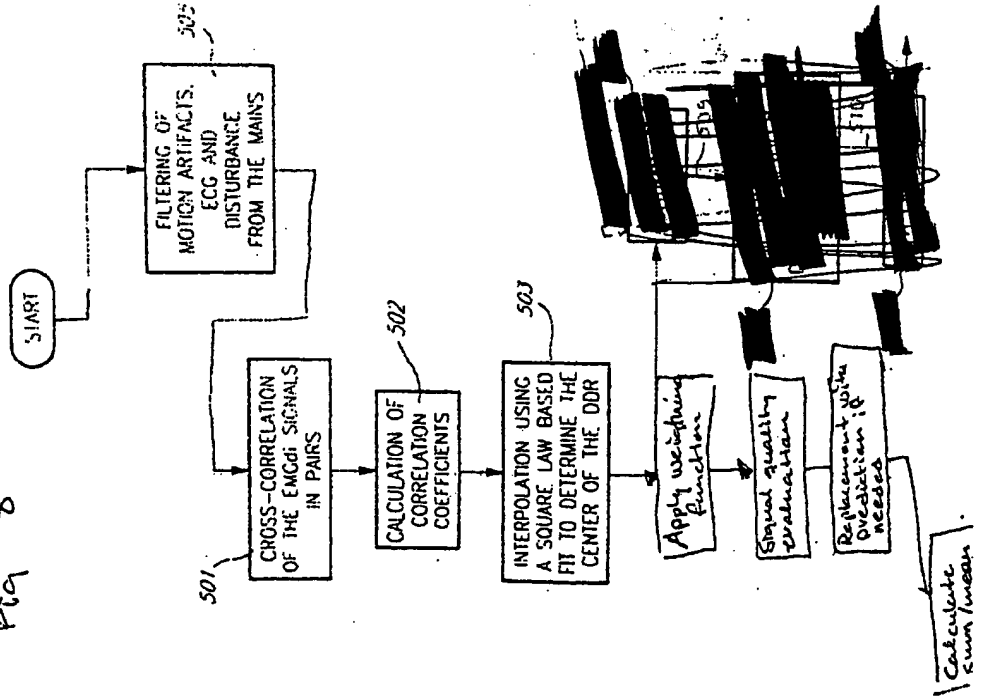 Fig 8
START
FILTERING OF
MOTION ARTIFACTS,
ECG AND
DISTURBANCE
FROM THE MAINS
505
501
CROSS-CORRELATION
OF THE EMGdi SIGNALS
IN PAIRS
CALCULATION OF
CORRELATION
COEFFICIENTS
502
INTERPOLATION USING
A SQUARE LAW BASED
FIT TO DETERMINE THE
CENTER OF THE DDR
503
Apply weighting
function
Signal quality
evaluation
Replacement with
prediction if
needed
Calculate
sum/mean
509
510